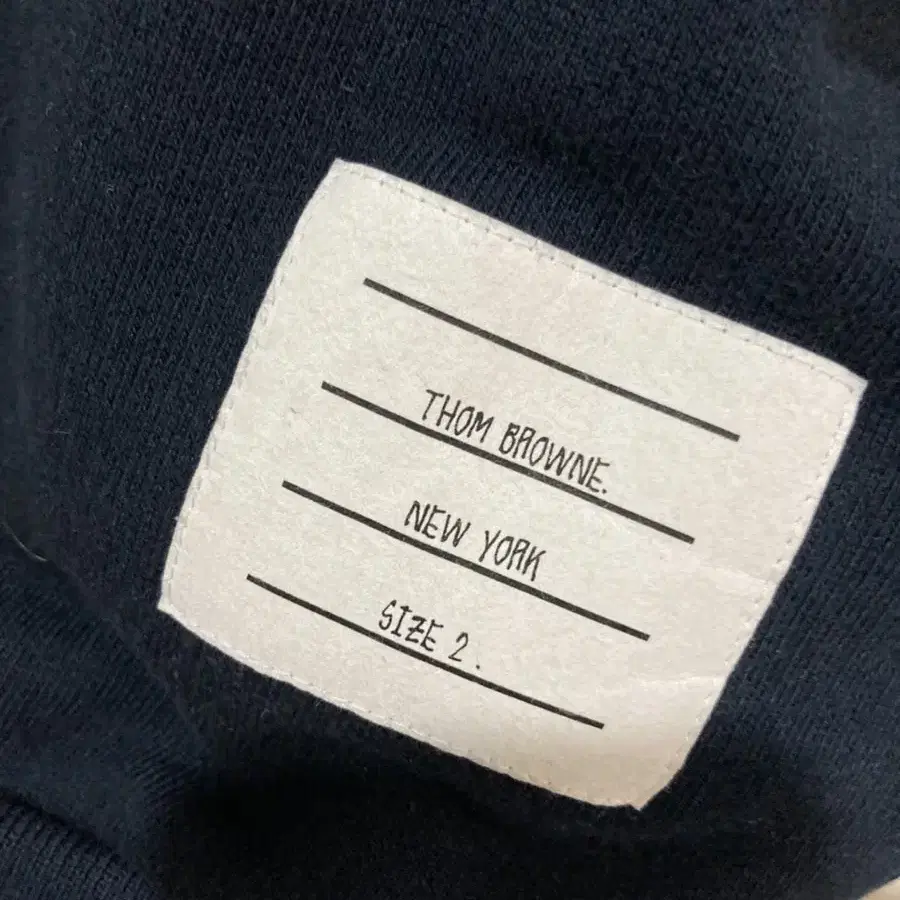 THOM BROWNE.
NEW YORK
SIZE 2.